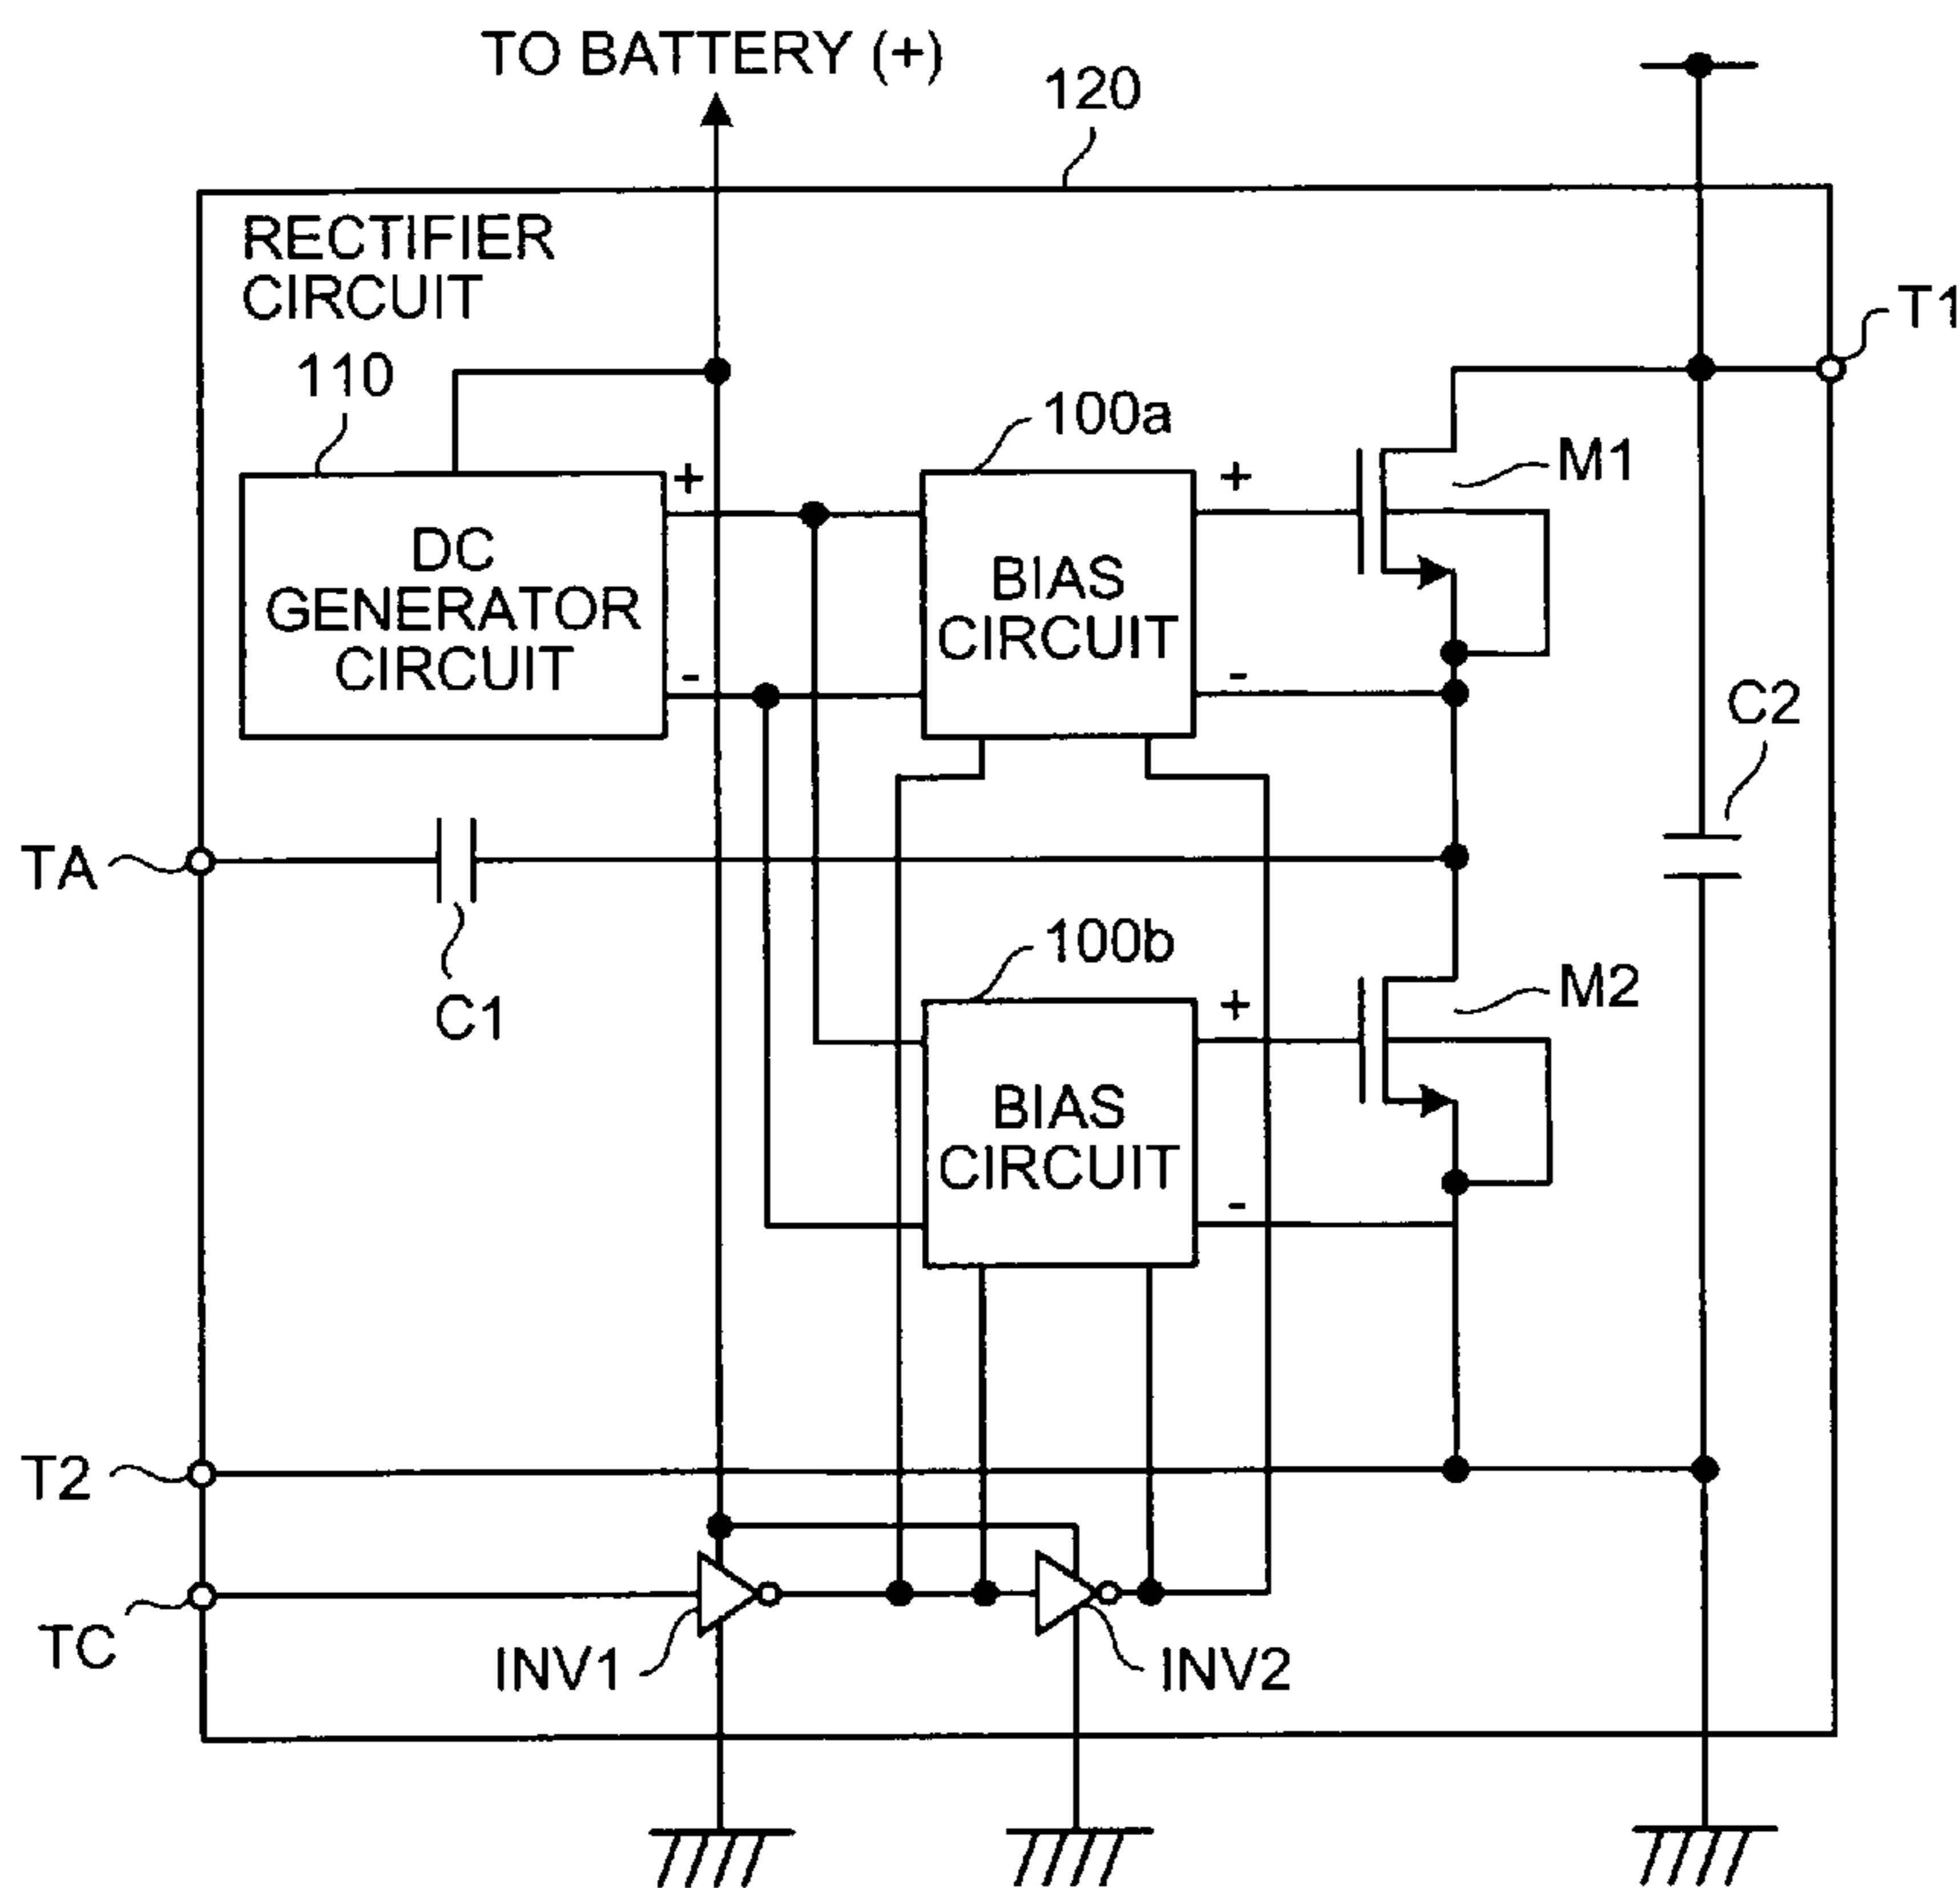 TO BATTERY (+)
120
RECTIFIER
CIRCUIT
T1
110
100a
M1
+
+
DC
GENERATOR
CIRCUIT
BIAS
CIRCUIT
-
-
C2
TA
C1
100b
M2
+
BIAS
CIRCUIT
-
T2
TC
INV1
INV2